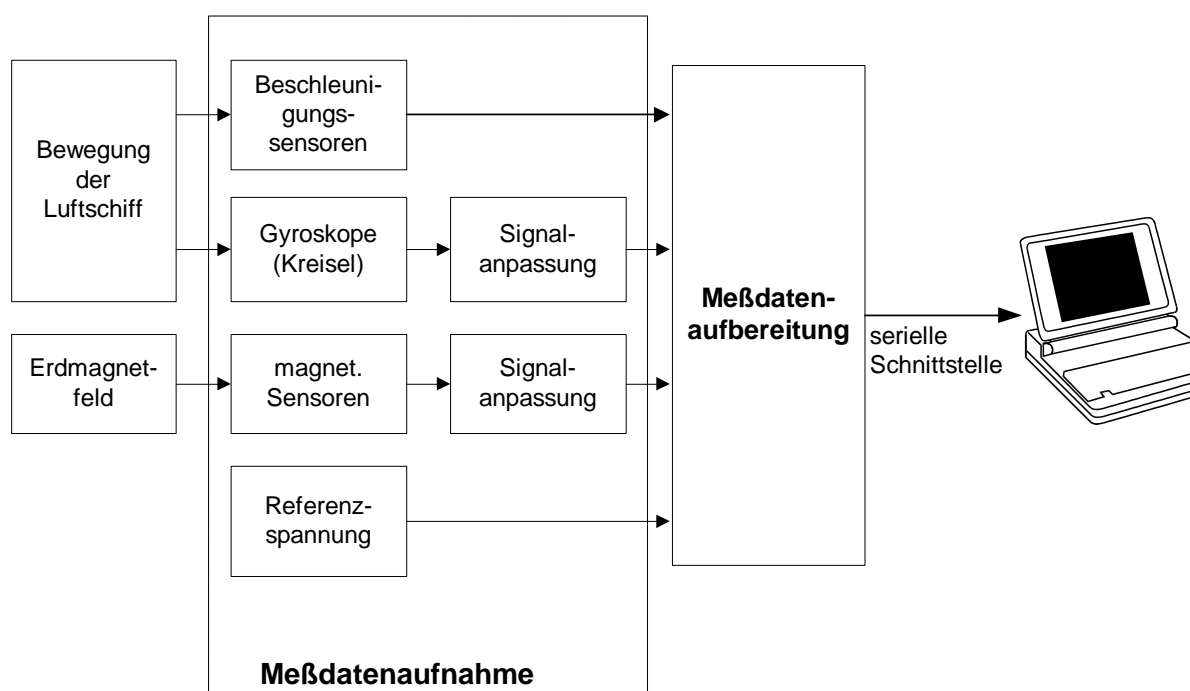 Beschleuni-
gungs-
sensoren
Bewegung
der
Luftschiff
Gyroskope
(Kreisel)
Signal-
anpassung
Meßdaten-
aufbereitung
serielle
Schnittstelle
Erdmagnet-
feld
magnet.
Sensoren
Signal-
anpassung
Referenz-
spannung
Meßdatenaufnahme